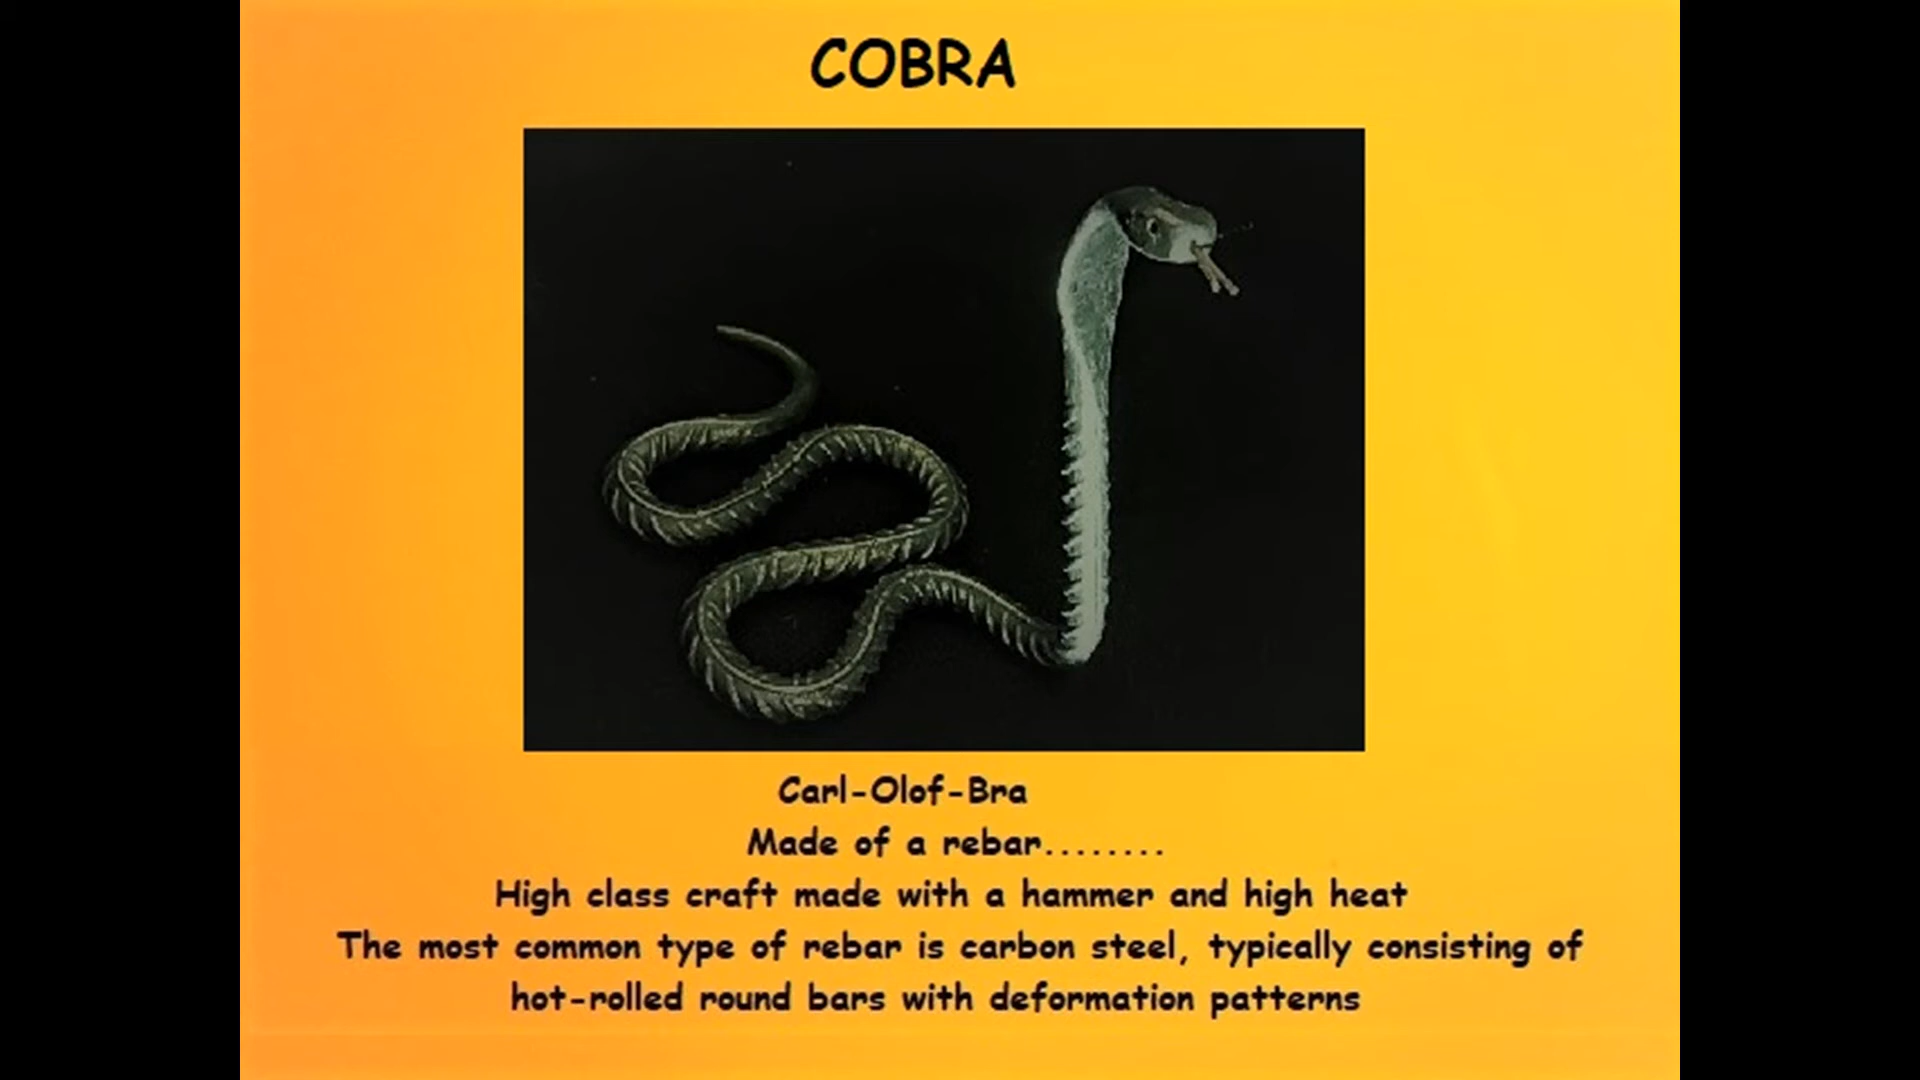 COBRA
Carl-Olof-Bra
Made of a rebar........
High class craft made with a hammer and high heat
The most common type of rebar is carbon steel, typically consisting of
hot-rolled round bars with deformation patterns